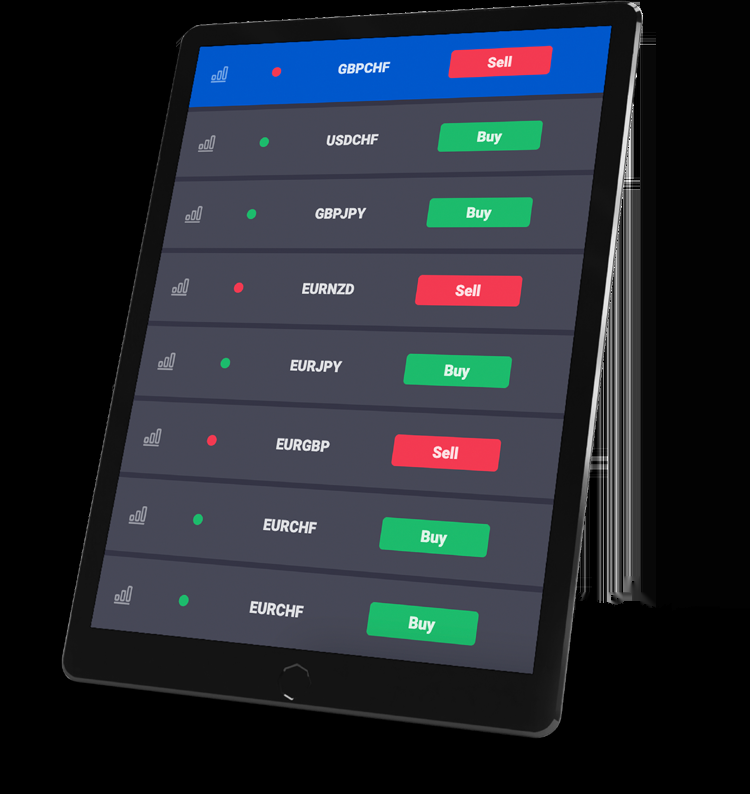 GBPCHF Sell
USDCHF Buy
GBPJPY Buy
EURNZD Sell
EURJPY Buy
EURGBP Sell
EURCHF Buy
EURCHF Buy